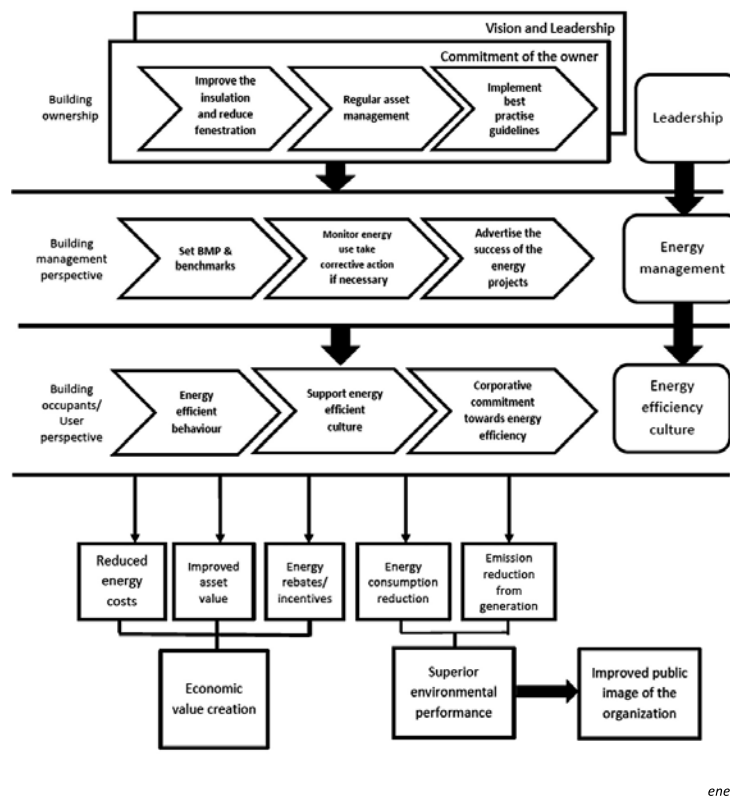 Vision and Leadership
Commitment of the owner
Building
ownership
Improve the
insulation
and reduce
fenestration
Regular asset
management
Implement
best
practise
guidelines
Leadership
Building
management
perspective
Set BMP &
benchmarks
Monitor energy
use take
corrective action
if necessary
Advertise the
success of the
energy
projects
Energy
management
Building
occupants/
User
perspective
Energy
efficient
behaviour
Support energy
efficient
culture
Corporative
commitment
towards energy
efficiency
Energy
efficiency
culture
Reduced
energy
costs
Improved
asset
value
Energy
rebates/
incentives
Energy
consumption
reduction
Emission
reduction
from
generation
Economic
value creation
Superior
environmental
performance
Improved public
image of the
organization
ene